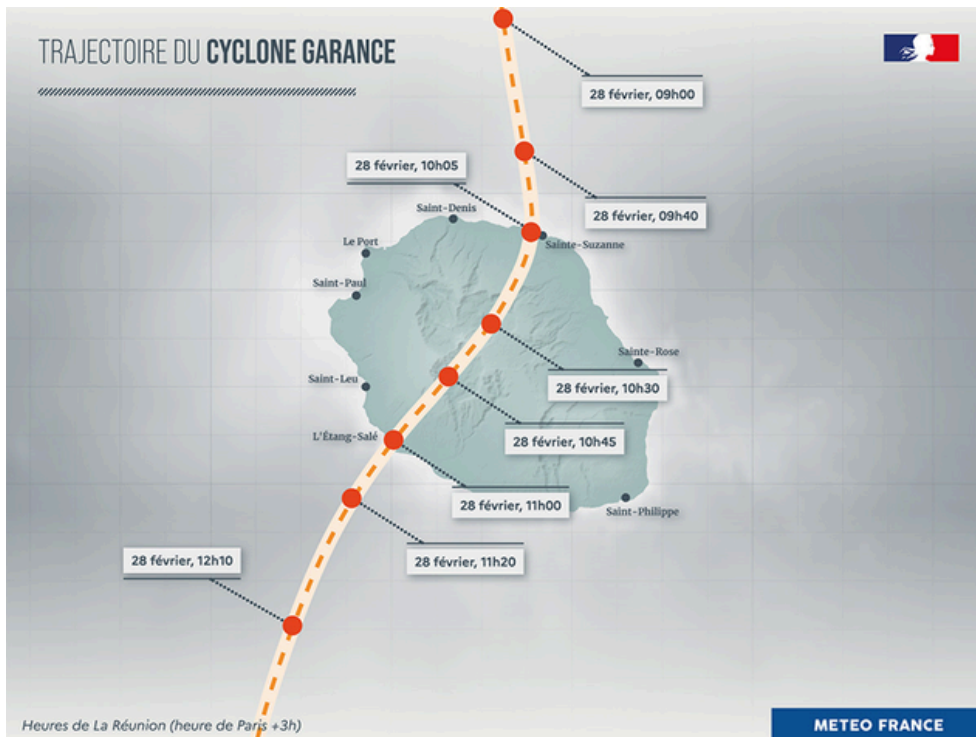 TRAJECTOIRE DU CYCLONE GARANCE
28 février, 09h00
28 février, 10h05
28 février, 09h40
Saint-Denis
Sainte-Suzanne
Le Port
Saint-Paul
Sainte-Rose
Saint-Leu
28 février, 10h30
L'Étang-Salé
28 février, 10h45
28 février, 11h00
Saint-Philippe
28 février, 11h20
28 février, 12h10
Heures de La Réunion (heure de Paris +3h)
METEO FRANCE